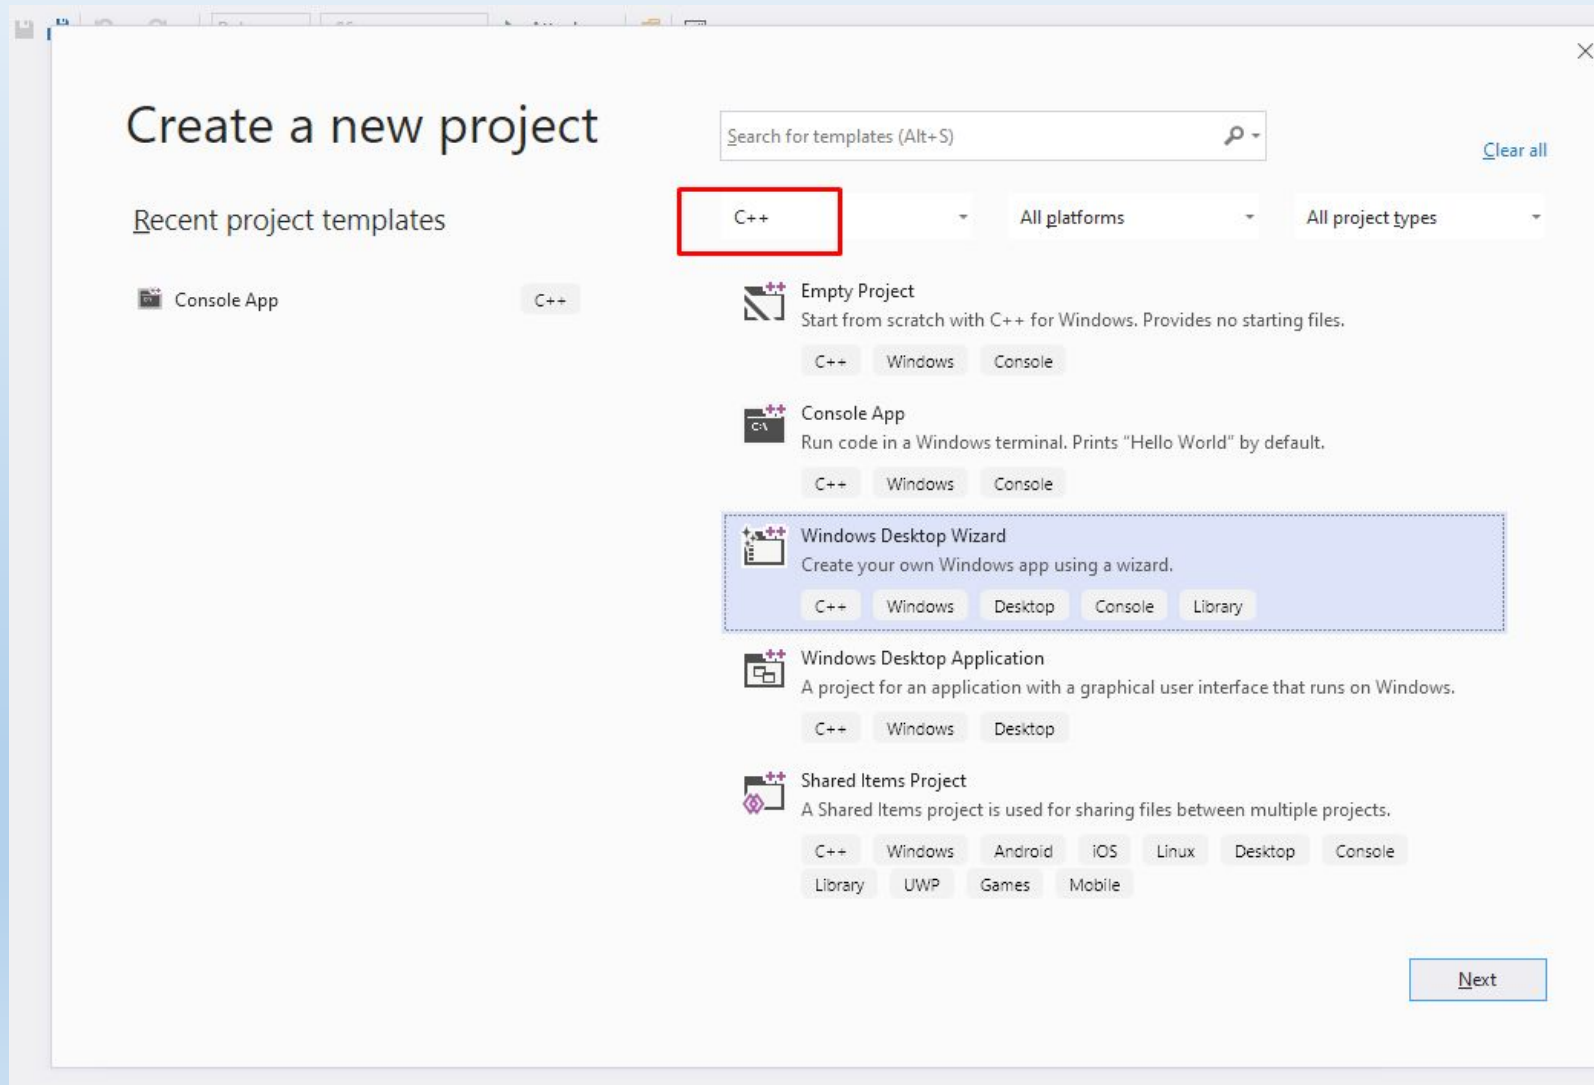 Create a new project
Search for templates (Alt+S)
Clear all
Recent project templates
C++
All platforms
All project types
Console App
C++
Empty Project
Start from scratch with C++ for Windows. Provides no starting files.
C++ Windows Console
Console App
Run code in a Windows terminal. Prints "Hello World" by default.
C++ Windows Console
Windows Desktop Wizard
Create your own Windows app using a wizard.
C++ Windows Desktop Console Library
Windows Desktop Application
A project for an application with a graphical user interface that runs on Windows.
C++ Windows Desktop
Shared Items Project
A Shared Items project is used for sharing files between multiple projects.
C++ Windows Android iOS Linux Desktop Console
Library UWP Games Mobile
Next